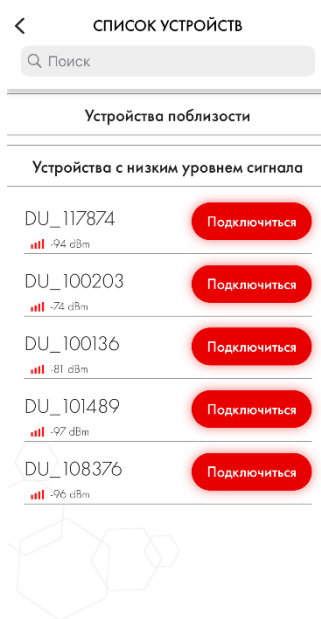 СПИСОК УСТРОЙСТВ
Поиск
Устройства поблизости
Устройства с низким уровнем сигнала
DU_117874
Подключиться
-94 dBm
DU_100203
Подключиться
-74 dBm
DU_100136
Подключиться
-81 dBm
DU_101489
Подключиться
-97 dBm
DU_108376
Подключиться
-96 dBm